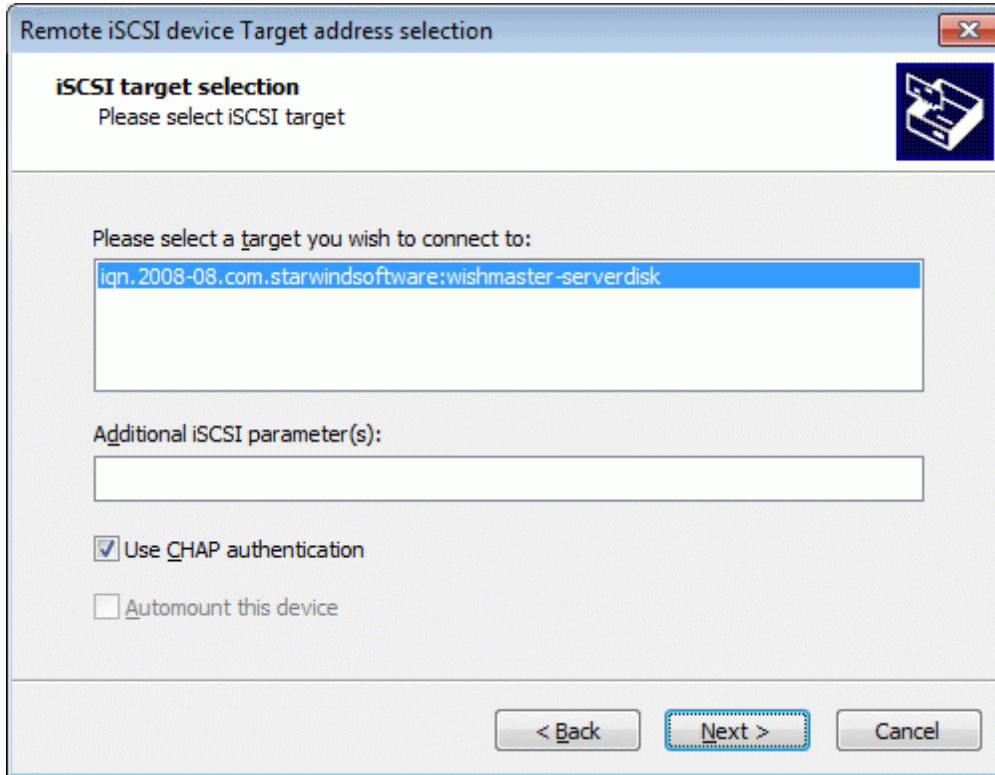 Remote iSCSI device Target address selection
iSCSI target selection
Please select iSCSI target
Please select a target you wish to connect to:
iqn.2008-08.com.starwindsoftware:wishmaster-serverdisk
Additional iSCSI parameter(s):
Use CHAP authentication
Automount this device
< Back
Next >
Cancel